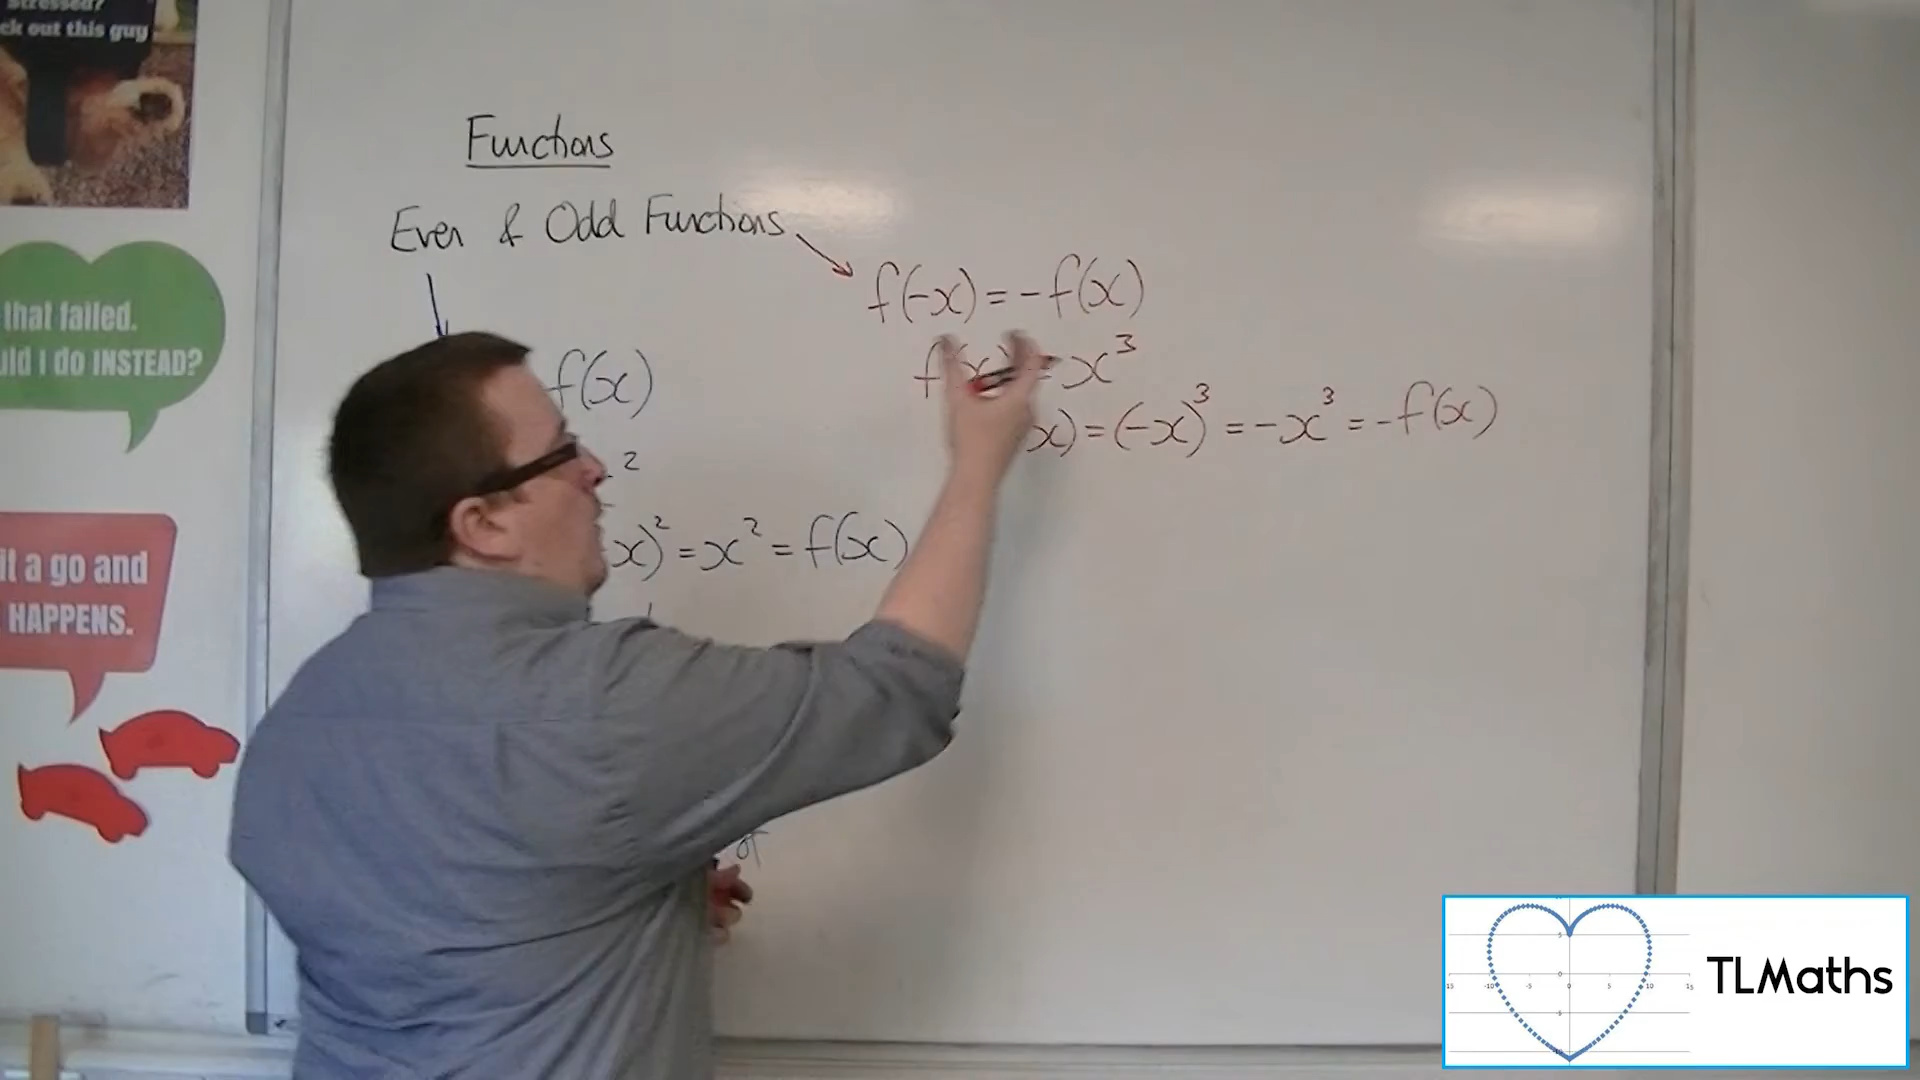 stressed?
ck out this guy
that failed.
uld I do INSTEAD?
it a go and
HAPPENS.
Functions
Even & Odd Functions
f(-x)=-f(x)
f(x)=x³
x)=(-x)³=-x³=-f(x)
f(x)
²
x)²=x²=f(x)
TLMaths